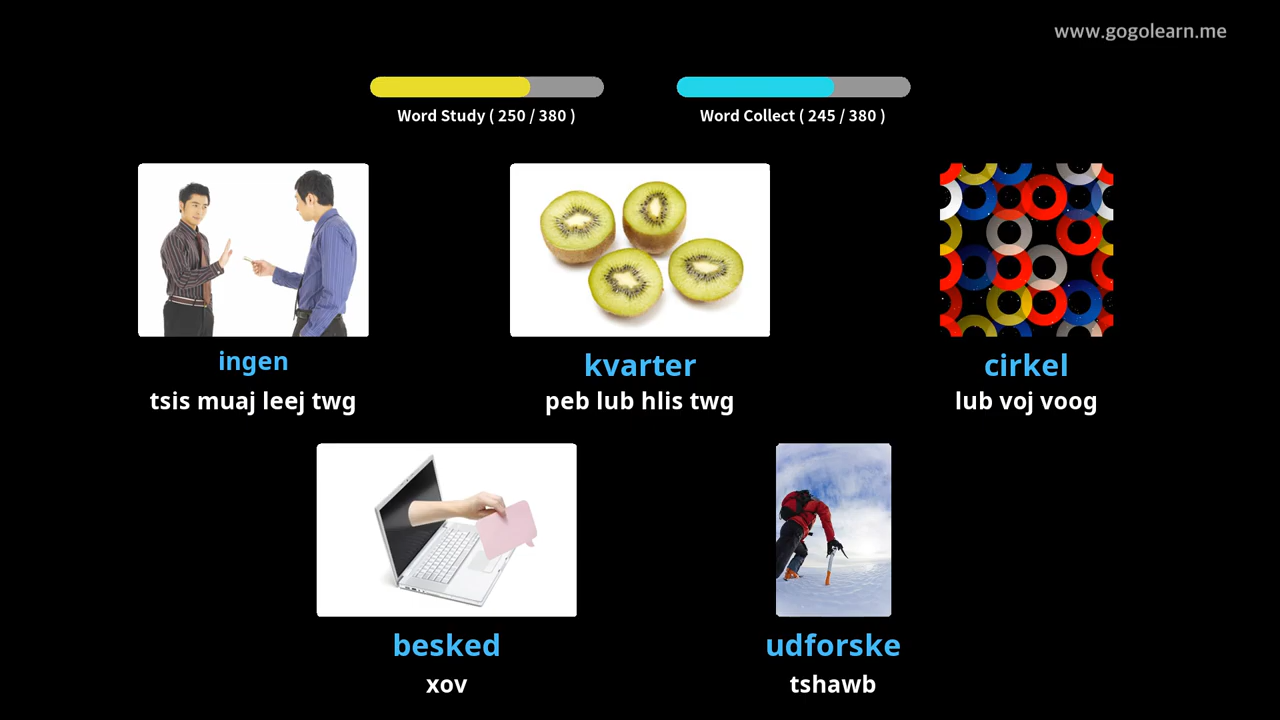 www.gogolearn.me
Word Study ( 250 / 380 )
Word Collect ( 245 / 380 )
ingen
tsis muaj leej twg
kvarter
peb lub hlis twg
cirkel
lub voj voog
besked
xov
udforske
tshawb